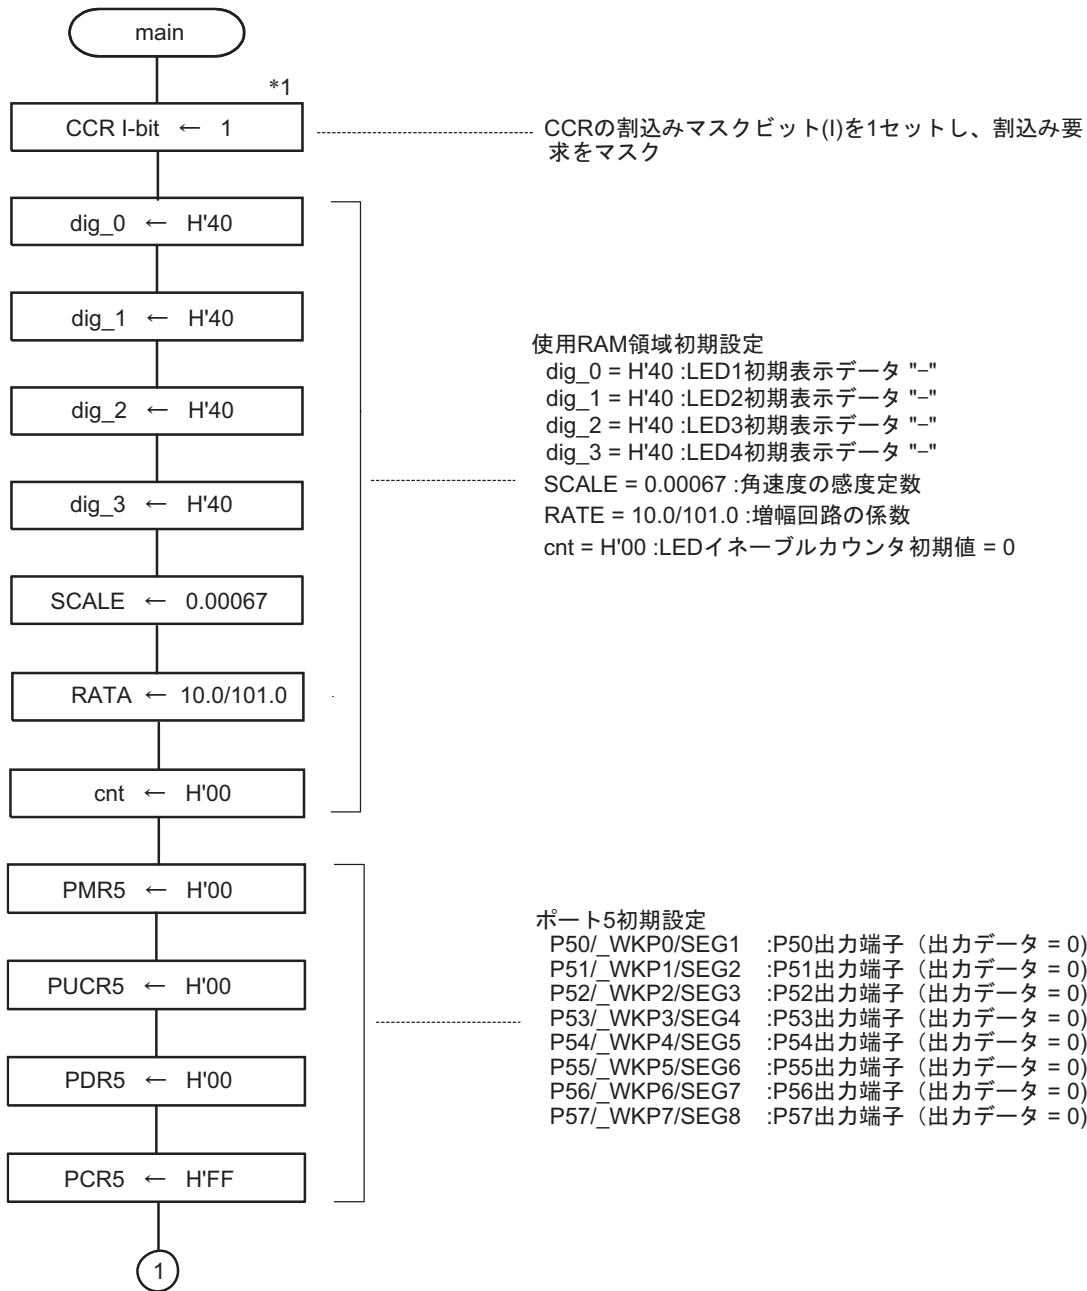 main
*1
CCR I-bit ← 1
CCRの割込みマスクビット(I)を1セットし、割込み要
求をマスク
dig_0 ← H'40
dig_1 ← H'40
dig_2 ← H'40
dig_3 ← H'40
SCALE ← 0.00067
RATA ← 10.0/101.0
cnt ← H'00
使用RAM領域初期設定
dig_0 = H'40 :LED1初期表示データ "−"
dig_1 = H'40 :LED2初期表示データ "−"
dig_2 = H'40 :LED3初期表示データ "−"
dig_3 = H'40 :LED4初期表示データ "−"
SCALE = 0.00067 :角速度の感度定数
RATE = 10.0/101.0 :増幅回路の係数
cnt = H'00 :LEDイネーブルカウンタ初期値 = 0
PMR5 ← H'00
PUCR5 ← H'00
PDR5 ← H'00
PCR5 ← H'FF
ポート5初期設定
P50/_WKP0/SEG1 :P50出力端子（出力データ = 0)
P51/_WKP1/SEG2 :P51出力端子（出力データ = 0)
P52/_WKP2/SEG3 :P52出力端子（出力データ = 0)
P53/_WKP3/SEG4 :P53出力端子（出力データ = 0)
P54/_WKP4/SEG5 :P54出力端子（出力データ = 0)
P55/_WKP5/SEG6 :P55出力端子（出力データ = 0)
P56/_WKP6/SEG7 :P56出力端子（出力データ = 0)
P57/_WKP7/SEG8 :P57出力端子（出力データ = 0)
1